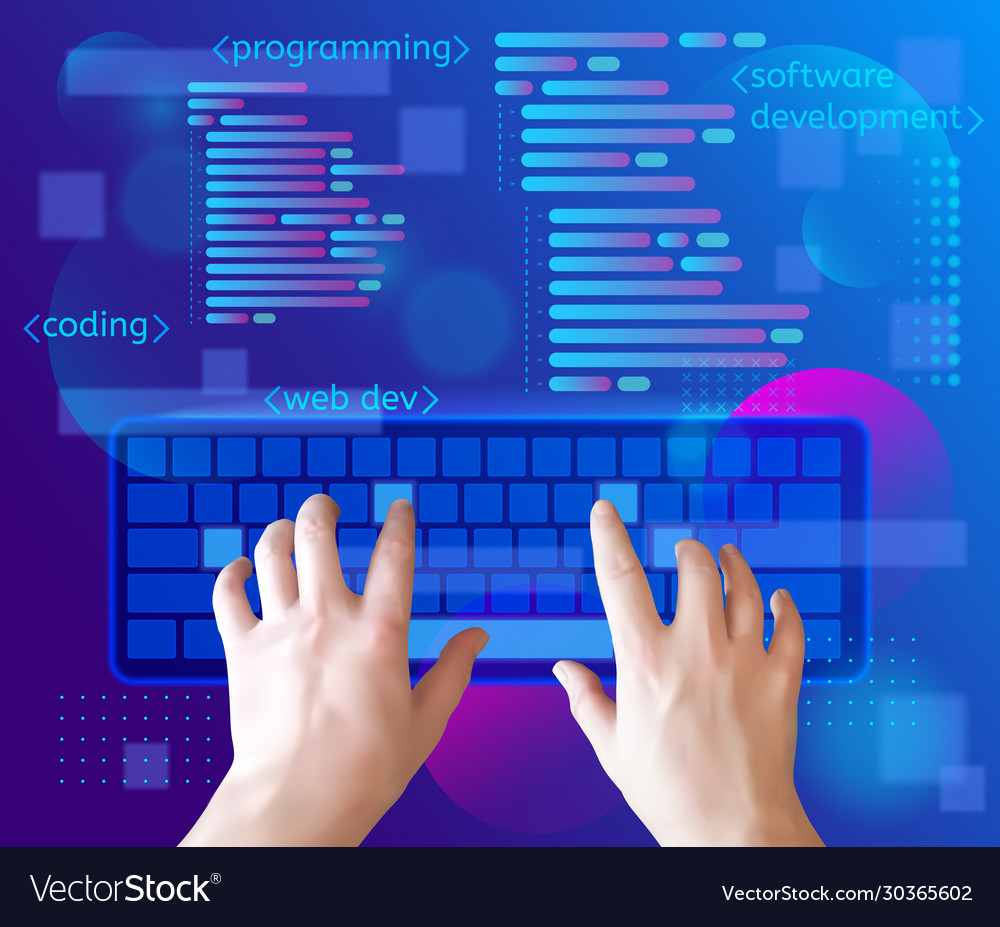 <programming>
<software
development>
<coding>
<web dev>
VectorStock®
VectorStock.com/30365602